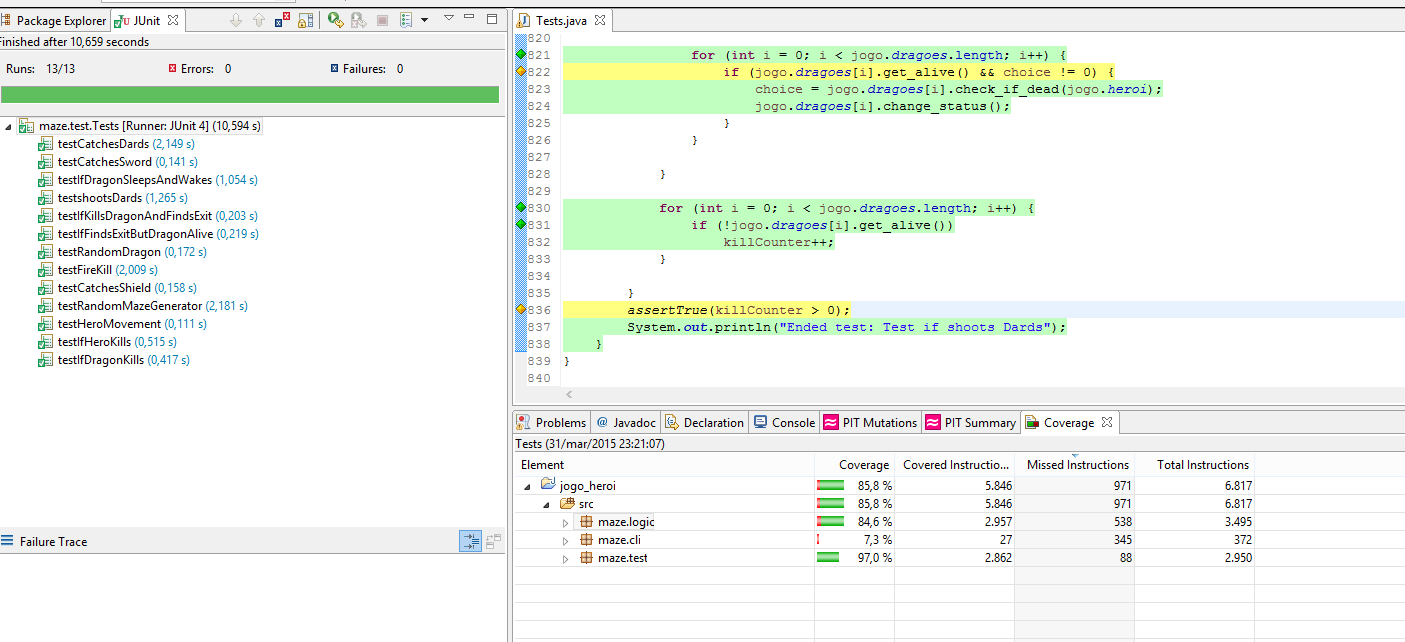 Package Explorer JUnit
Finished after 10,659 seconds
Runs: 13/13 Errors: 0 Failures: 0
maze.test.Tests [Runner: JUnit 4] (10,594 s)
testCatchesDards (2,149 s)
testCatchesSword (0,141 s)
testIfDragonSleepsAndWakes (1,054 s)
testshootsDards (1,265 s)
testIfKillsDragonAndFindsExit (0,203 s)
testIfFindsExitButDragonAlive (0,219 s)
testRandomDragon (0,172 s)
testFireKill (2,009 s)
testCatchesShield (0,158 s)
testRandomMazeGenerator (2,181 s)
testHeroMovement (0,111 s)
testIfHeroKills (0,515 s)
testIfDragonKills (0,417 s)
Failure Trace
Tests.java
820
821 for (int i = 0; i < jogo.dragoes.length; i++) {
822 if (jogo.dragoes[i].get_alive() && choice != 0) {
823 choice = jogo.dragoes[i].check_if_dead(jogo.heroi);
824 jogo.dragoes[i].change_status();
825 }
826 }
827
828 }
829
830 for (int i = 0; i < jogo.dragoes.length; i++) {
831 if (!jogo.dragoes[i].get_alive())
832 killCounter++;
833 }
834
835 }
836 assertTrue(killCounter > 0);
837 System.out.println("Ended test: Test if shoots Dards");
838 }
839 }
840
Problems @ Javadoc Declaration Console PIT Mutations PIT Summary Coverage
Tests (31/mar/2015 23:21:07)
Element Coverage Covered Instructio... Missed Instructions Total Instructions
jogo_heroi 85,8 % 5.846 971 6.817
src 85,8 % 5.846 971 6.817
maze.logic 84,6 % 2.957 538 3.495
maze.cli 7,3 % 27 345 372
maze.test 97,0 % 2.862 88 2.950